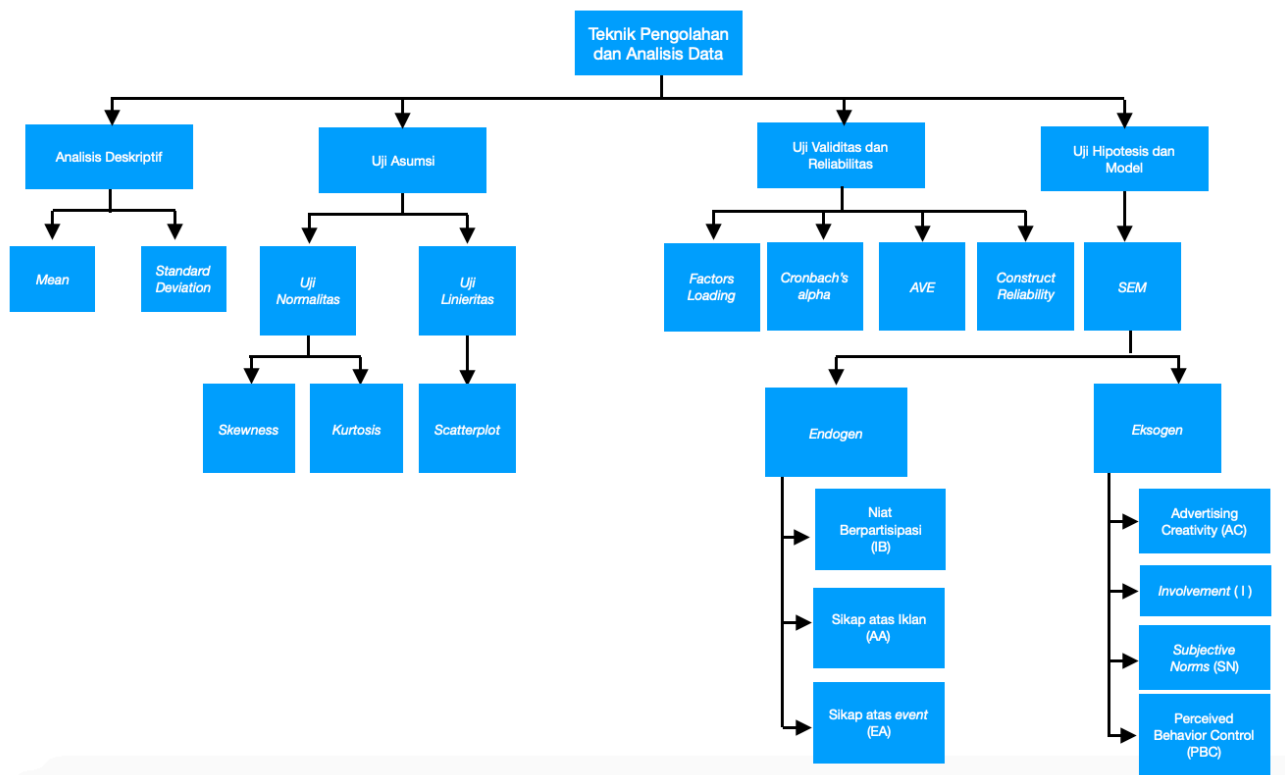 Teknik Pengolahan
dan Analisis Data
Analisis Deskriptif
Uji Asumsi
Uji Validitas dan
Reliabilitas
Uji Hipotesis dan
Model
Mean
Standard
Deviation
Uji
Normalitas
Uji
Linieritas
Factors
Loading
Cronbach's
alpha
AVE
Construct
Reliability
SEM
Skewness
Kurtosis
Scatterplot
Endogen
Eksogen
Niat
Berpartisipasi
(IB)
Sikap atas Iklan
(AA)
Sikap atas event
(EA)
Advertising
Creativity (AC)
Involvement ( I )
Subjective
Norms (SN)
Perceived
Behavior Control
(PBC)